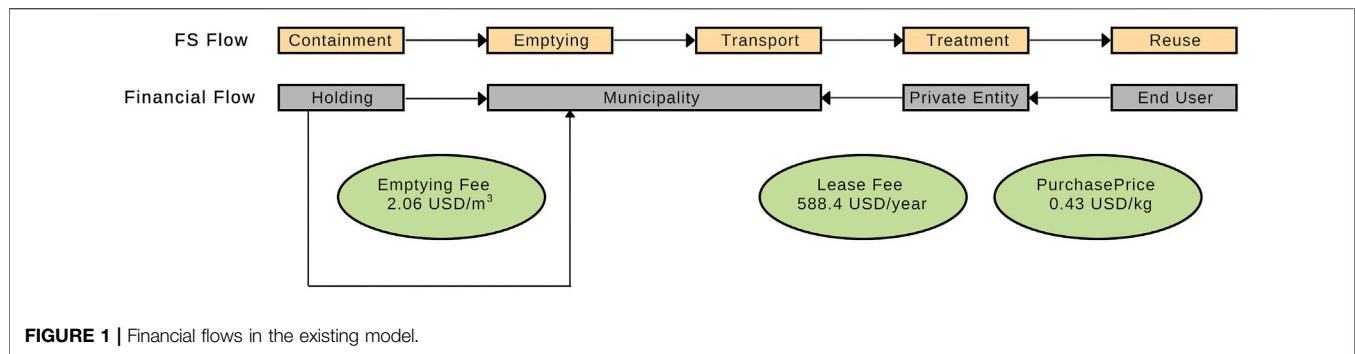 FS Flow Containment Emptying Transport Treatment Reuse
Financial Flow Holding Municipality Private Entity End User
Emptying Fee
2.06 USD/m³
Lease Fee
588.4 USD/year
PurchasePrice
0.43 USD/kg
FIGURE 1 | Financial flows in the existing model.